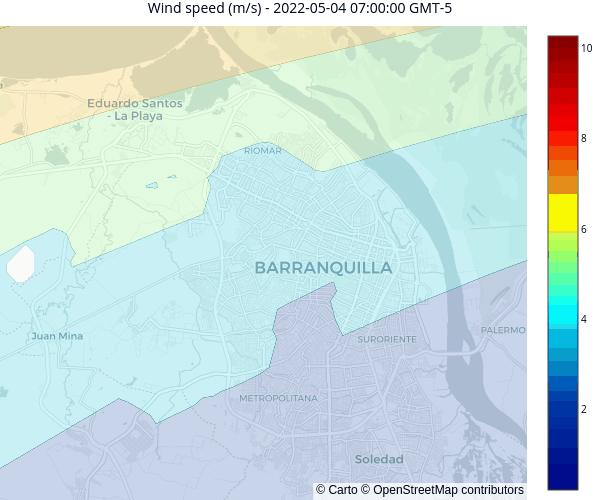 Wind speed (m/s) - 2022-05-04 07:00:00 GMT-5
10
Eduardo Santos
- La Playa
8
RIOMAR
6
BARRANQUILLA
4
Juan Mina
SURORIENTE
PALERMO
METROPOLITANA
2
Soledad
© Carto © OpenStreetMap contributors